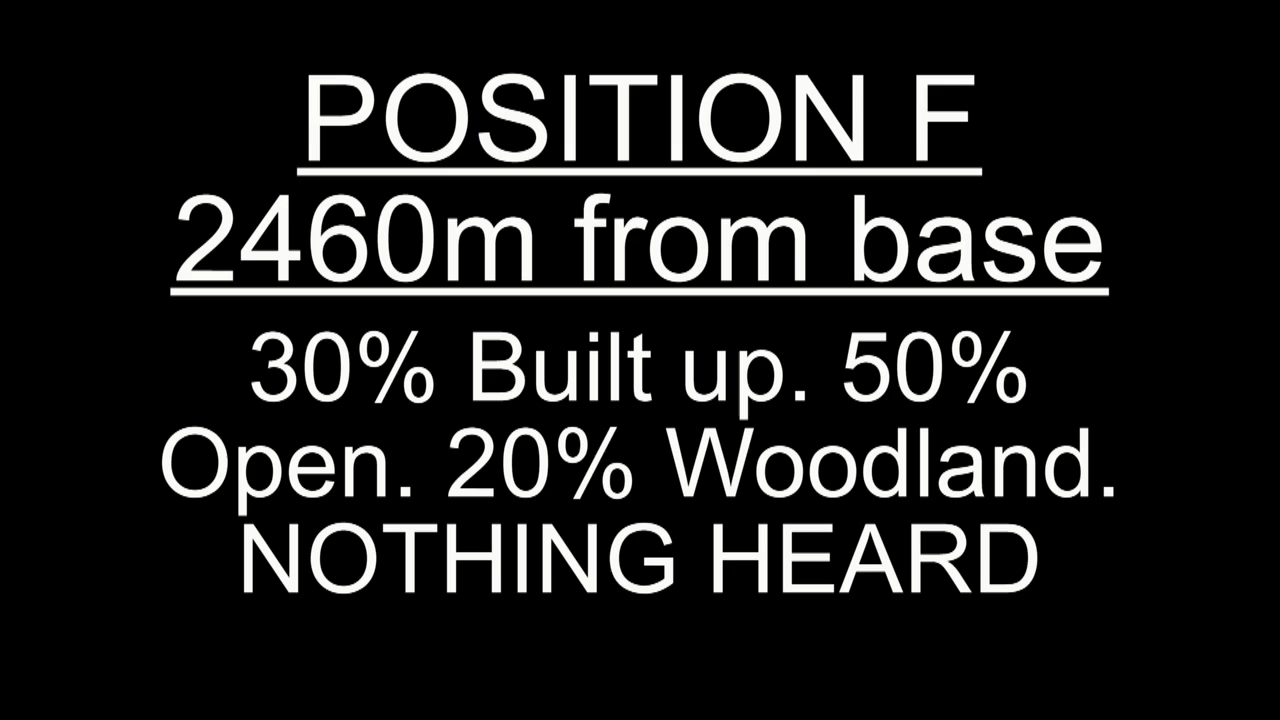 POSITION F
2460m from base
30% Built up. 50%
Open. 20% Woodland.
NOTHING HEARD